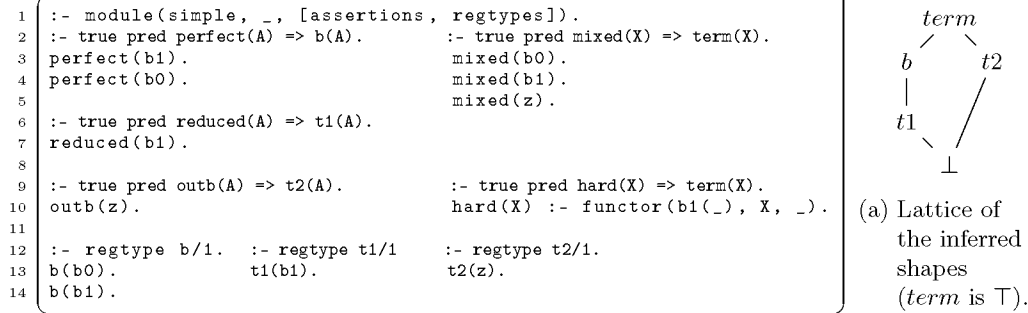 1 :- module(simple, _, [assertions, regtypes]).
2 :- true pred perfect(A) => b(A). :- true pred mixed(X) => term(X).
3 perfect(b1). mixed(b0).
4 perfect(b0). mixed(b1).
5 mixed(z).
6 :- true pred reduced(A) => t1(A).
7 reduced(b1).
8
9 :- true pred outb(A) => t2(A). :- true pred hard(X) => term(X).
10 outb(z). hard(X) :- functor(b1(_), X, _).
11
12 :- regtype b/1. :- regtype t1/1 :- regtype t2/1.
13 b(b0). t1(b1). t2(z).
14 b(b1).
term
b t2
t1
⊥
(a) Lattice of
the inferred
shapes
(term is ⊤).